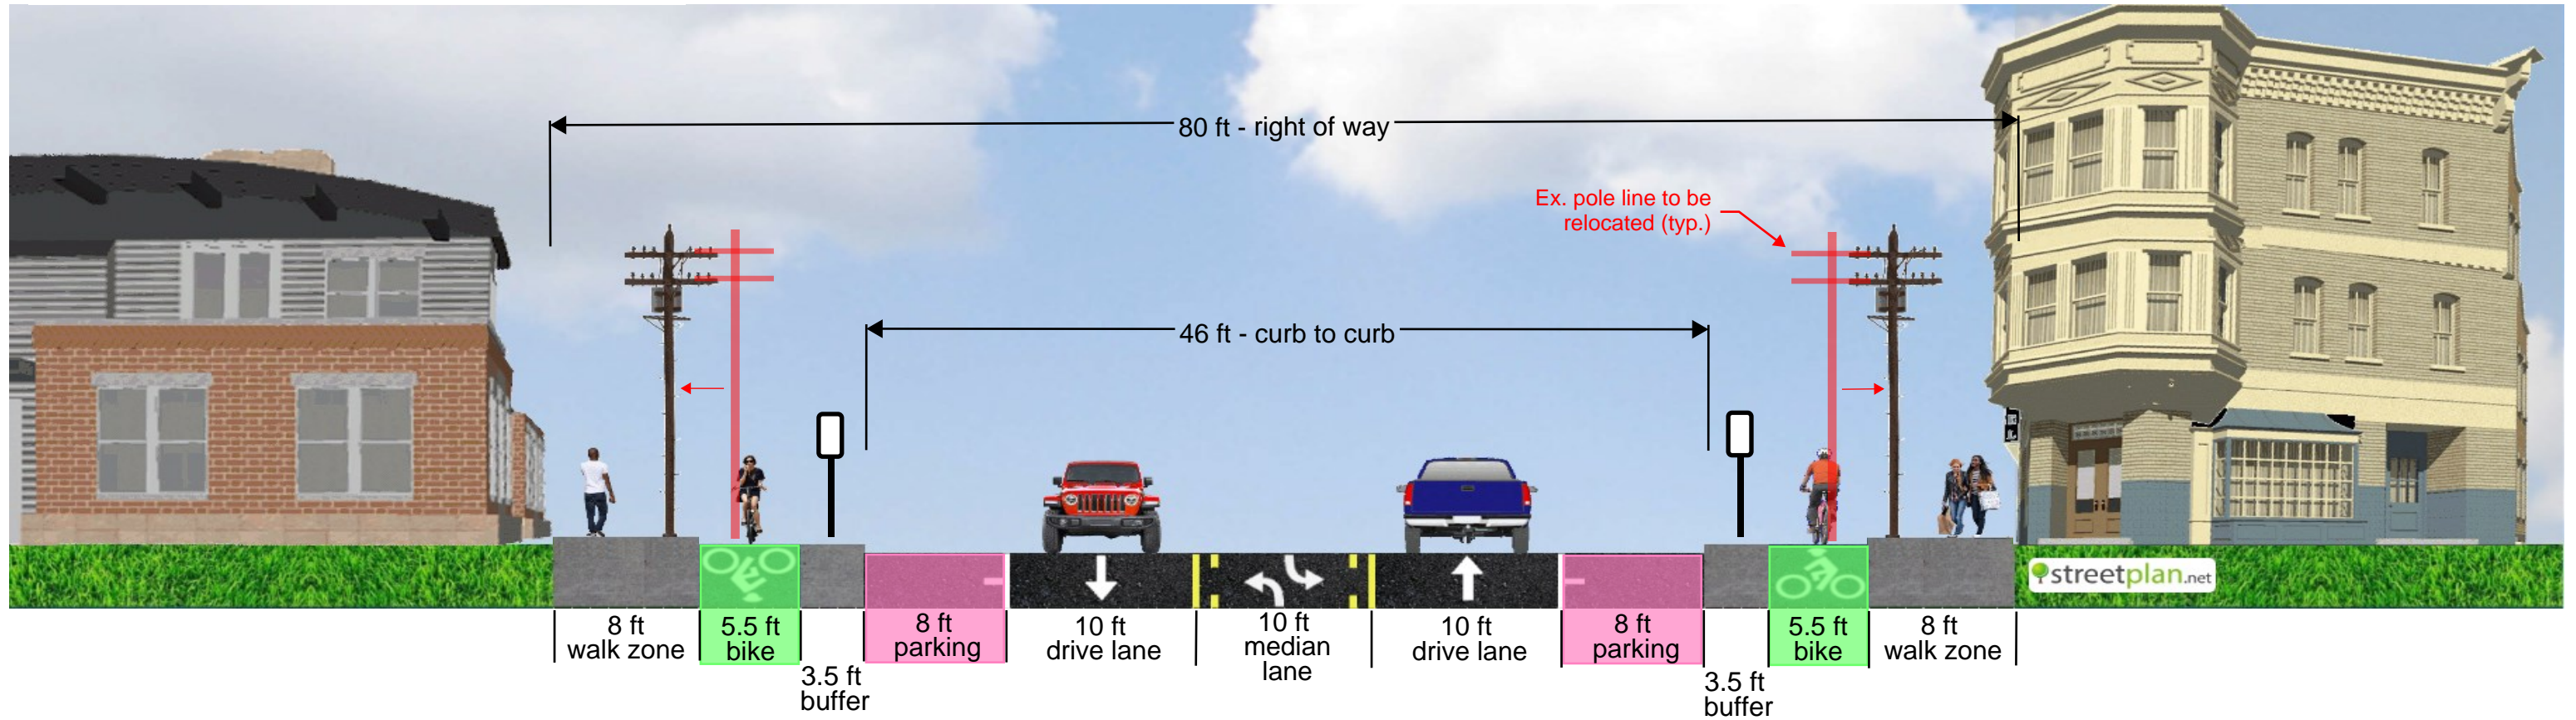 80 ft - right of way
Ex. pole line to be
relocated (typ.)
46 ft - curb to curb
streetplan.net
8 ft
walk zone
5.5 ft
bike
3.5 ft
buffer
8 ft
parking
10 ft
drive lane
10 ft
median
lane
10 ft
drive lane
8 ft
parking
3.5 ft
buffer
5.5 ft
bike
8 ft
walk zone